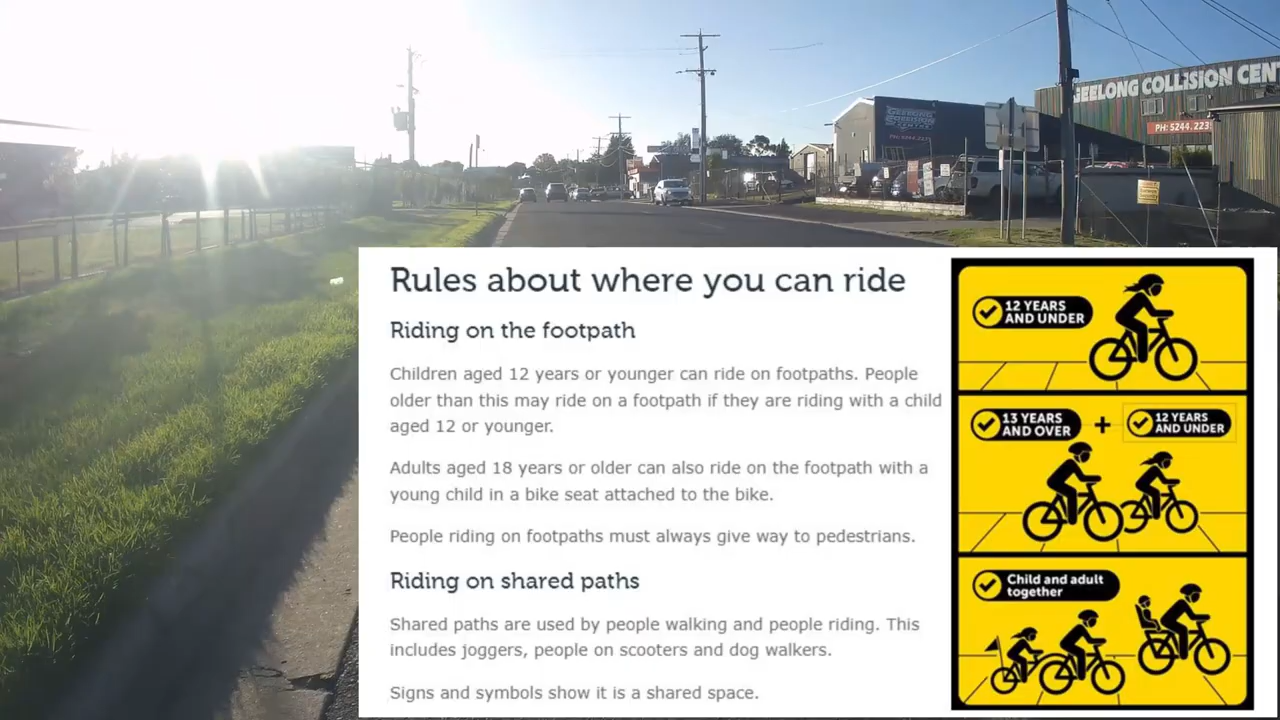 GEELONG COLLISION CEN
PH: 5244.223
GEELONG
COLLISION
CENTRE
Rules about where you can ride
Riding on the footpath
Children aged 12 years or younger can ride on footpaths. People
older than this may ride on a footpath if they are riding with a child
aged 12 or younger.
Adults aged 18 years or older can also ride on the footpath with a
young child in a bike seat attached to the bike.
People riding on footpaths must always give way to pedestrians.
Riding on shared paths
Shared paths are used by people walking and people riding. This
includes joggers, people on scooters and dog walkers.
Signs and symbols show it is a shared space.
12 YEARS
AND UNDER
13 YEARS
AND OVER
+
12 YEARS
AND UNDER
Child and adult
together